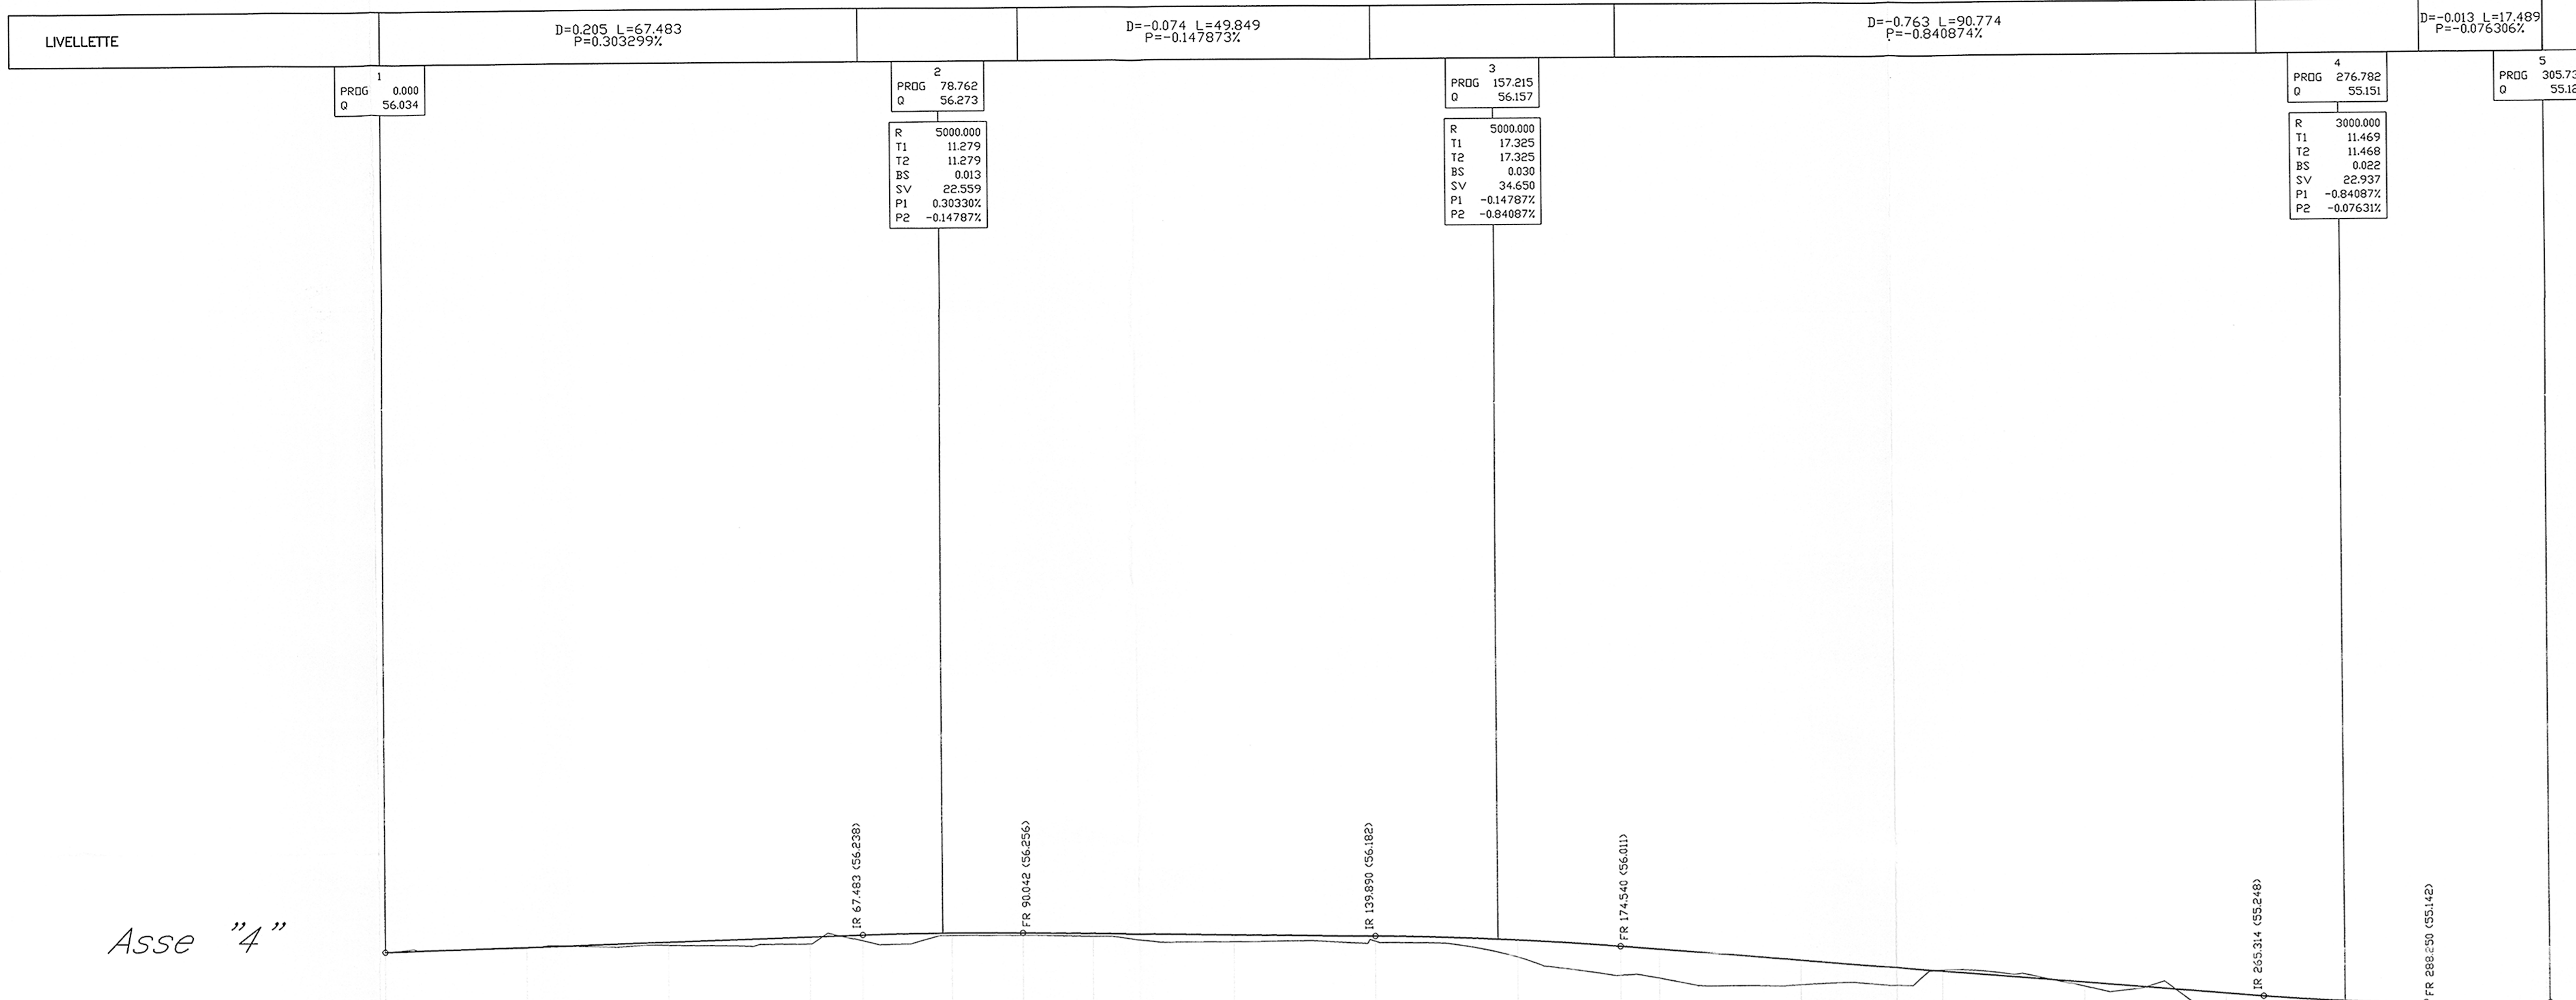 LIVELLETTE
D=0.205 L=67.483
P=0.303299%
D=-0.074 L=49.849
P=-0.147873%
D=-0.763 L=90.774
P=-0.840874%
D=-0.013 L=17.489
P=-0.076306%
1
PROG 0.000
Q 56.034
2
PROG 78.762
Q 56.273
R 5000.000
T1 11.279
T2 11.279
BS 0.013
SV 22.559
P1 0.30330%
P2 -0.14787%
3
PROG 157.215
Q 56.157
R 5000.000
T1 17.325
T2 17.325
BS 0.030
SV 34.650
P1 -0.14787%
P2 -0.84087%
4
PROG 276.782
Q 55.151
R 3000.000
T1 11.469
T2 11.468
BS 0.022
SV 22.937
P1 -0.84087%
P2 -0.07631%
5
PROG 305.73
Q 55.12
IR 67.483 (56.238)
FR 90.042 (56.256)
IR 139.890 (56.182)
FR 174.540 (56.011)
IR 265.314 (55.248)
FR 288.250 (55.142)
Asse "4"